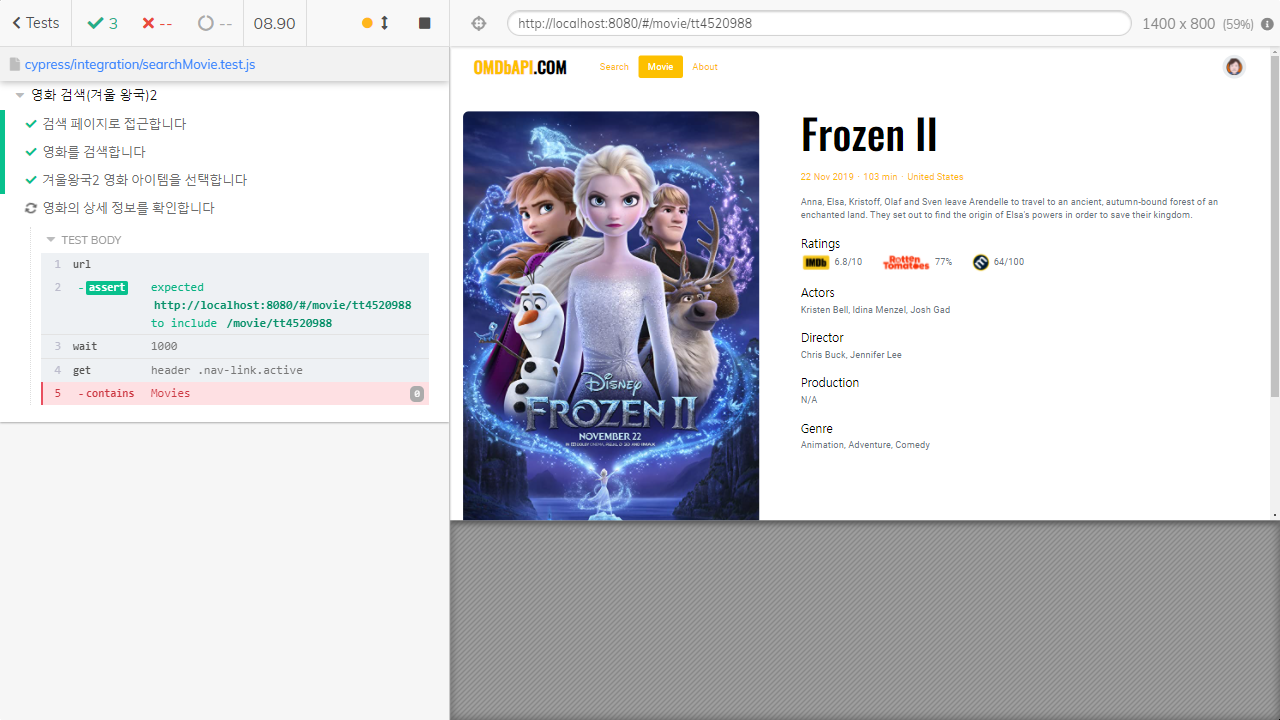 Tests
3
--
--
08.90
http://localhost:8080/#/movie/tt4520988
1400 x 800 (59%)
cypress/integration/searchMovie.test.js
영화 검색(겨울 왕국)2
검색 페이지로 접근합니다
영화를 검색합니다
겨울왕국2 영화 아이템을 선택합니다
영화의 상세 정보를 확인합니다
TEST BODY
1 url
2 -assert expected
http://localhost:8080/#/movie/tt4520988
to include /movie/tt4520988
3 wait 1000
4 get header .nav-link.active
5 -contains Movies e
OMDbAPI.COM
Search Movie About
DISNEY
FROZEN II
NOVEMBER 22
Frozen II
22 Nov 2019 · 103 min · United States
Anna, Elsa, Kristoff, Olaf and Sven leave Arendelle to travel to an ancient, autumn-bound forest of an
enchanted land. They set out to find the origin of Elsa's powers in order to save their kingdom.
Ratings
IMDb 6.8/10 Rotten Tomatoes 77% 64/100
Actors
Kristen Bell, Idina Menzel, Josh Gad
Director
Chris Buck, Jennifer Lee
Production
N/A
Genre
Animation, Adventure, Comedy